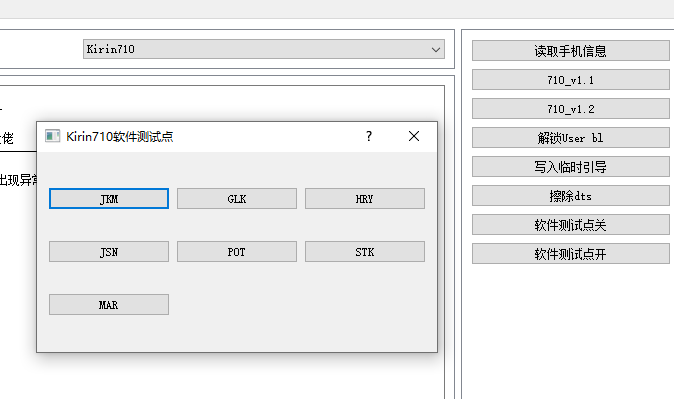 Kirin710
读取手机信息
710_v1.1
710_v1.2
解锁User bl
写入临时引导
擦除dts
软件测试点关
软件测试点开
佬
出现异常
Kirin710软件测试点
?
JKM
GLK
HRY
JSN
POT
STK
MAR